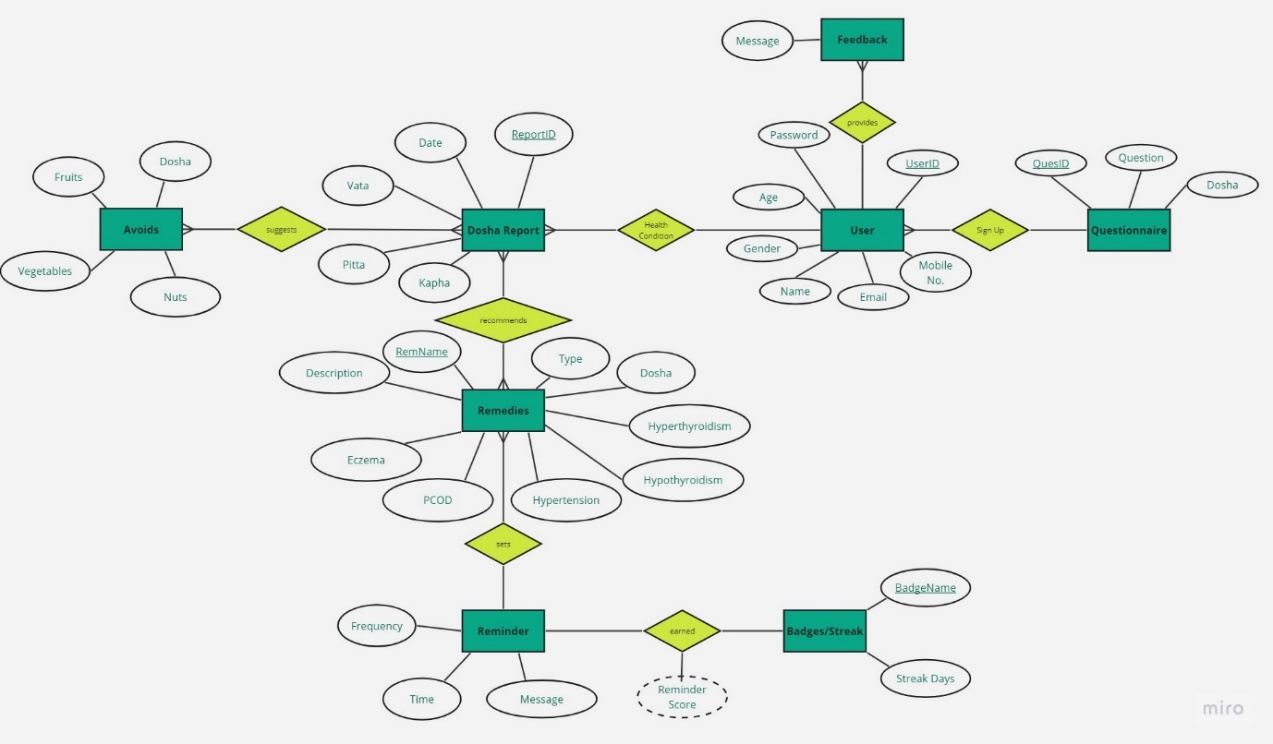 Feedback
Message
provides
Password
UserID
QuesID
Question
Dosha
Age
User
Sign Up
Questionnaire
Gender
Name
Email
Mobile
No.
Date
ReportID
Vata
Dosha Report
Health
Condition
Pitta
Kapha
Fruits
Dosha
Avoids
suggests
Vegetables
Nuts
recommends
RemName
Type
Description
Dosha
Remedies
Hyperthyroidism
Eczema
Hypothyroidism
PCOD
Hypertension
sets
Frequency
Reminder
earned
Badges/Streak
BadgeName
Time
Message
Reminder
Score
Streak Days
miro